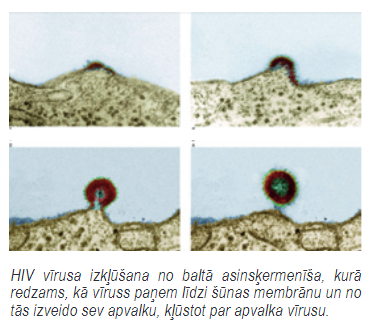 HIV vīrusa izkļūšana no baltā asinsķermenīša, kurā
redzams, kā vīruss paņem līdzi šūnas membrānu un no
tās izveido sev apvalku, kļūstot par apvalka vīrusu.